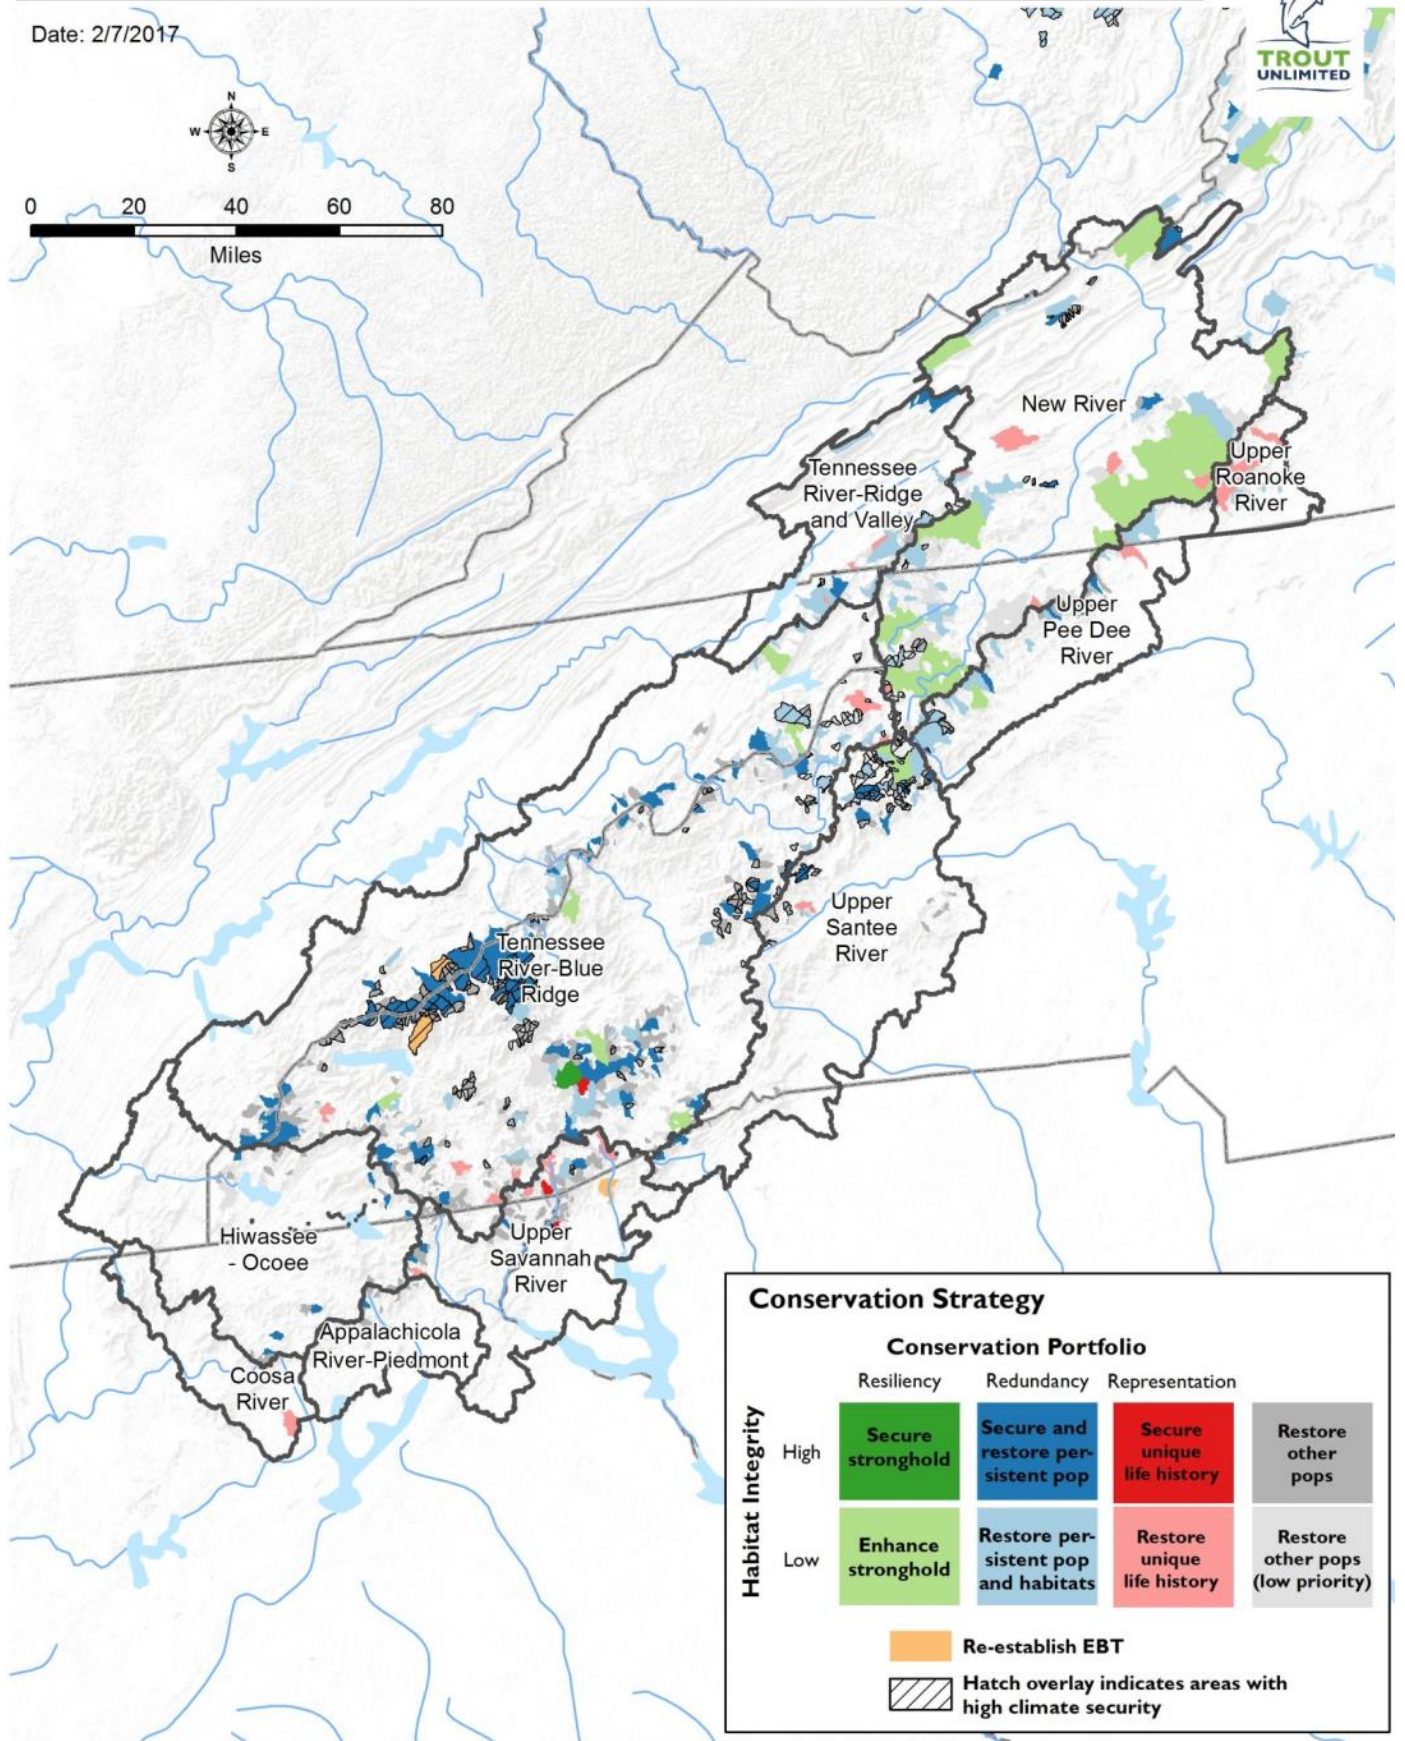 Date: 2/7/2017
TROUT
UNLIMITED
N
W
E
S
0 20 40 60 80
Miles
New River
Upper
Roanoke
River
Tennessee
River-Ridge
and Valley
Upper
Pee Dee
River
Upper
Santee
River
Tennessee
River-Blue
Ridge
Hiwassee
- Ocoee
Upper
Savannah
River
Appalachicola
River-Piedmont
Coosa
River
Conservation Strategy
Conservation Portfolio
Resiliency Redundancy Representation
Habitat Integrity
High
Secure
stronghold
Secure and
restore per-
sistent pop
Secure
unique
life history
Restore
other
pops
Low
Enhance
stronghold
Restore per-
sistent pop
and habitats
Restore
unique
life history
Restore
other pops
(low priority)
Re-establish EBT
Hatch overlay indicates areas with
high climate security